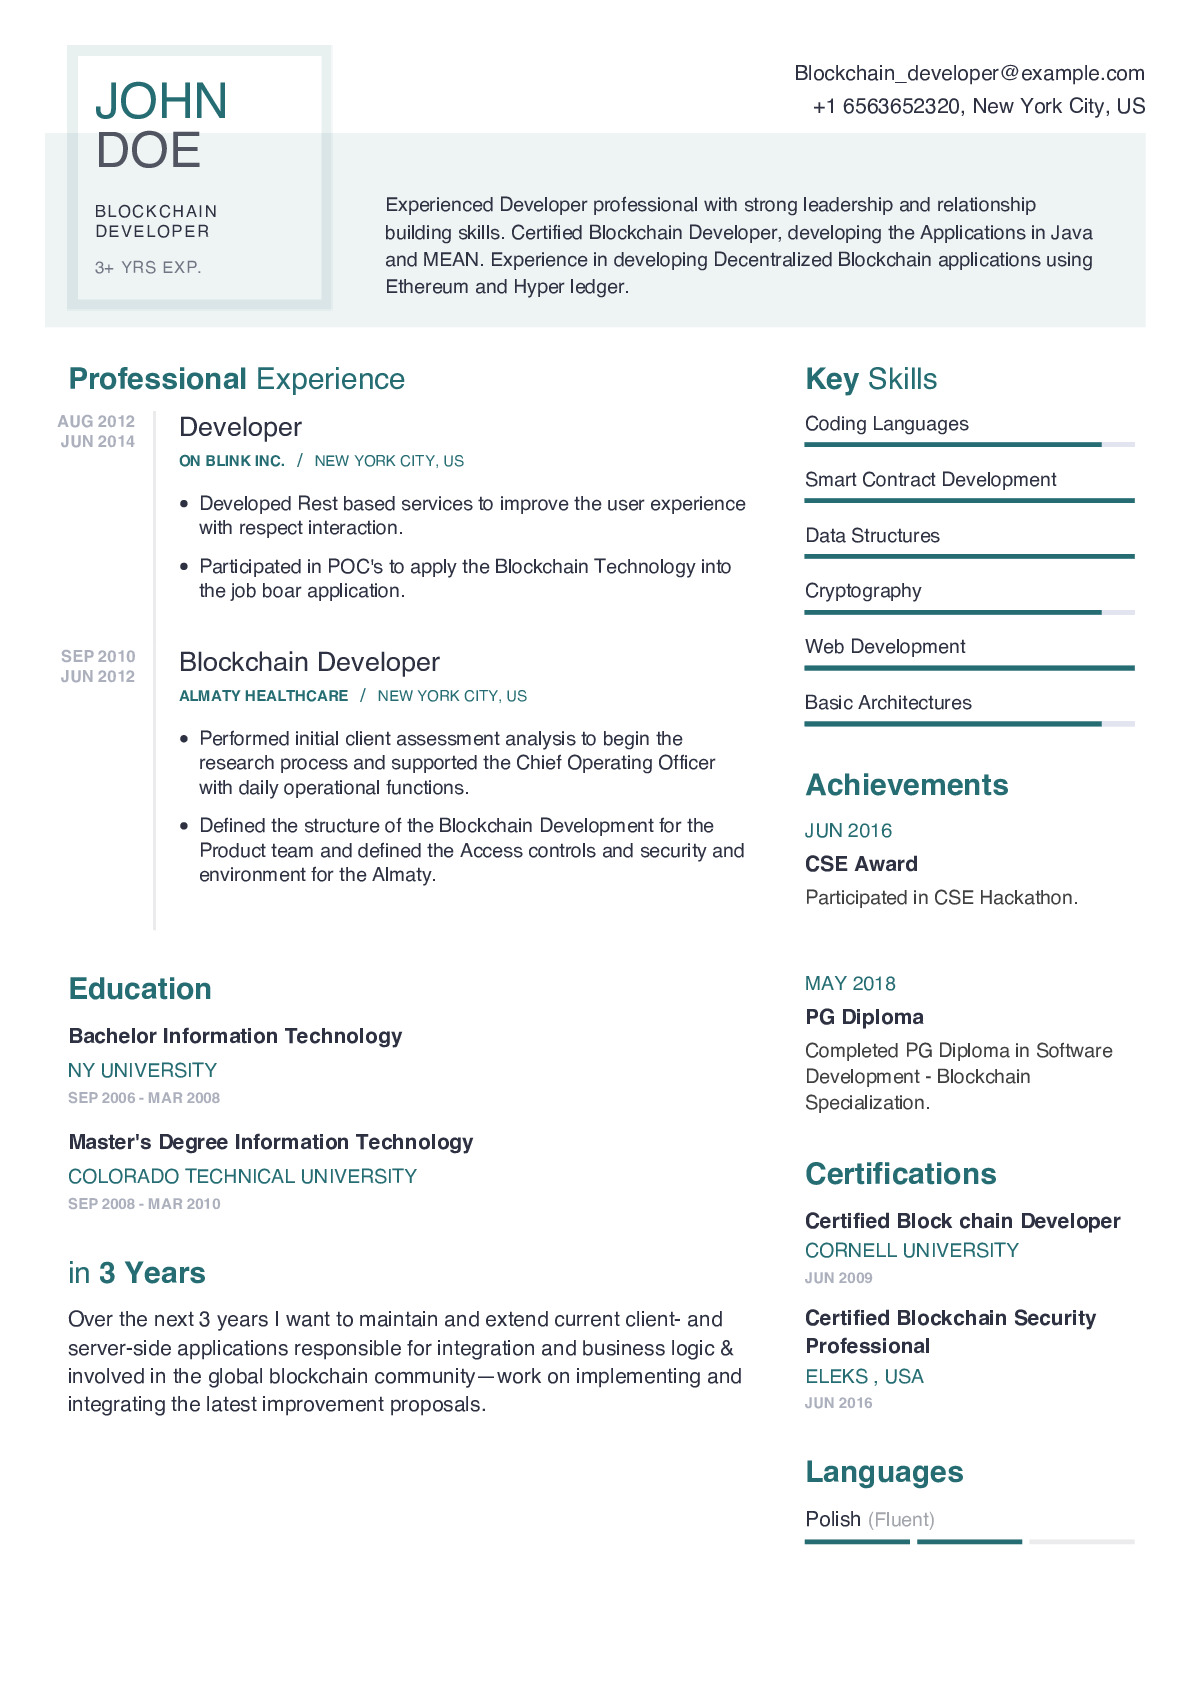 JOHN
DOE
BLOCKCHAIN
DEVELOPER
3+ YRS EXP.
Blockchain_developer@example.com
+1 6563652320, New York City, US
Experienced Developer professional with strong leadership and relationship
building skills. Certified Blockchain Developer, developing the Applications in Java
and MEAN. Experience in developing Decentralized Blockchain applications using
Ethereum and Hyper ledger.
Professional Experience
AUG 2012
JUN 2014
Developer
ON BLINK INC. / NEW YORK CITY, US
• Developed Rest based services to improve the user experience
with respect interaction.
• Participated in POC's to apply the Blockchain Technology into
the job boar application.
SEP 2010
JUN 2012
Blockchain Developer
ALMATY HEALTHCARE / NEW YORK CITY, US
• Performed initial client assessment analysis to begin the
research process and supported the Chief Operating Officer
with daily operational functions.
• Defined the structure of the Blockchain Development for the
Product team and defined the Access controls and security and
environment for the Almaty.
Education
Bachelor Information Technology
NY UNIVERSITY
SEP 2006 - MAR 2008
Master's Degree Information Technology
COLORADO TECHNICAL UNIVERSITY
SEP 2008 - MAR 2010
in 3 Years
Over the next 3 years I want to maintain and extend current client- and
server-side applications responsible for integration and business logic &
involved in the global blockchain community—work on implementing and
integrating the latest improvement proposals.
Key Skills
Coding Languages
Smart Contract Development
Data Structures
Cryptography
Web Development
Basic Architectures
Achievements
JUN 2016
CSE Award
Participated in CSE Hackathon.
MAY 2018
PG Diploma
Completed PG Diploma in Software
Development - Blockchain
Specialization.
Certifications
Certified Block chain Developer
CORNELL UNIVERSITY
JUN 2009
Certified Blockchain Security
Professional
ELEKS , USA
JUN 2016
Languages
Polish (Fluent)